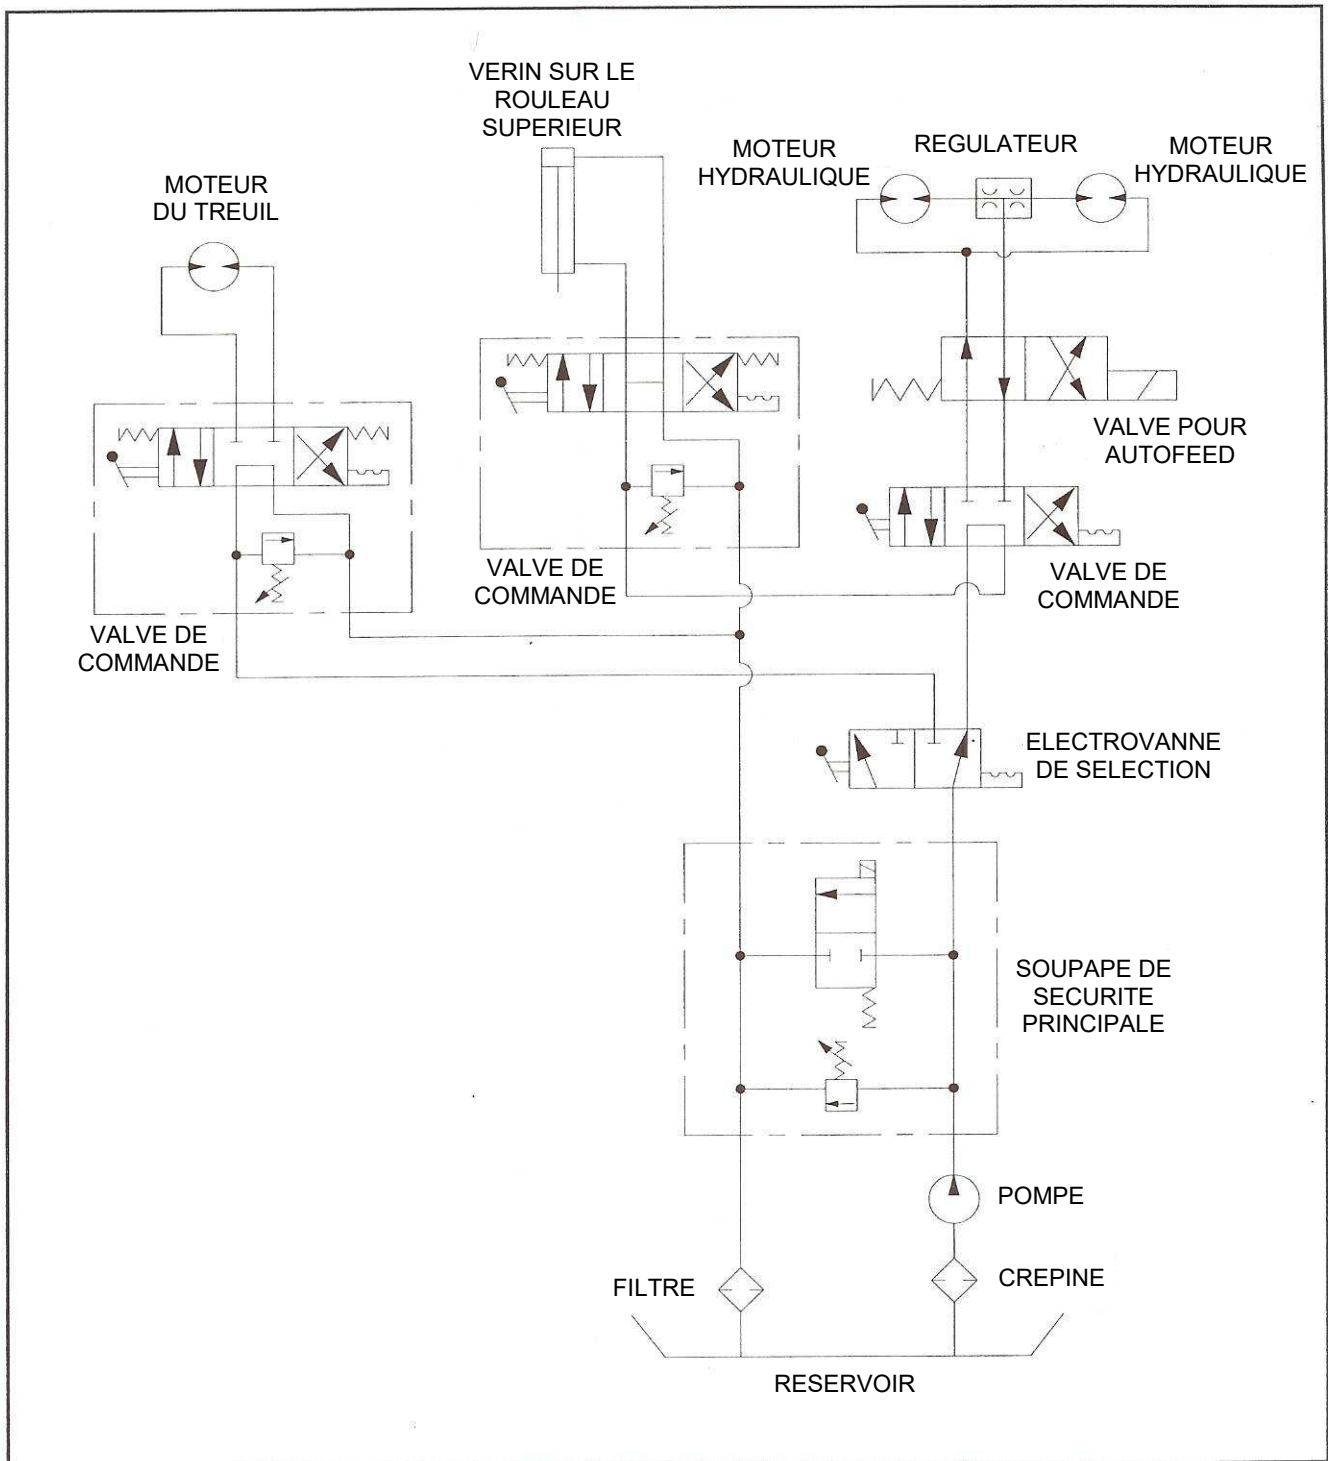 VERIN SUR LE
ROULEAU
SUPERIEUR
MOTEUR
HYDRAULIQUE
REGULATEUR
MOTEUR
HYDRAULIQUE
MOTEUR
DU TREUIL
VALVE POUR
AUTOFEED
VALVE DE
COMMANDE
VALVE DE
COMMANDE
VALVE DE
COMMANDE
ELECTROVANNE
DE SELECTION
SOUPAPE DE
SECURITE
PRINCIPALE
POMPE
FILTRE
CREPINE
RESERVOIR